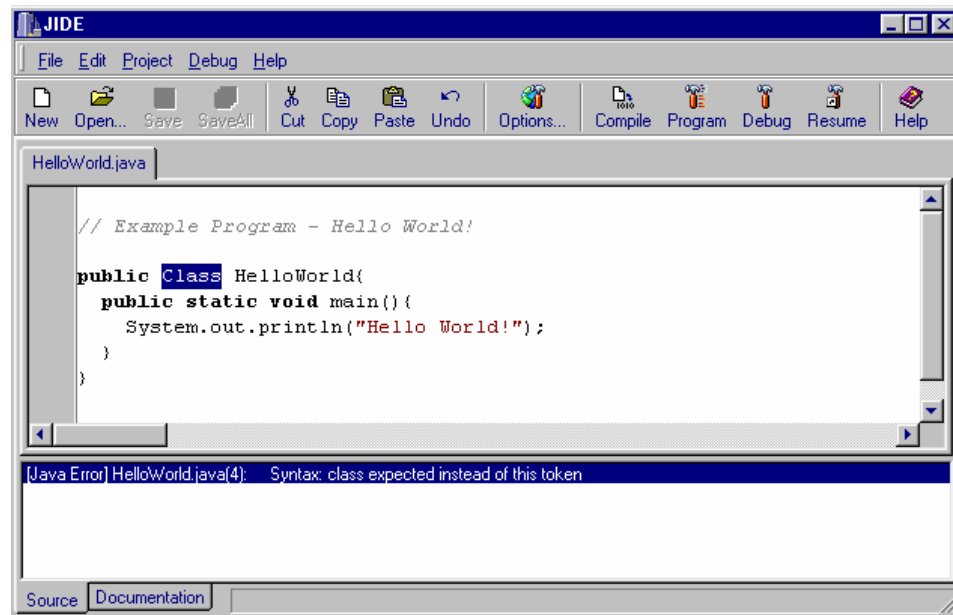 JIDE
File Edit Project Debug Help
New Open... Save SaveAll Cut Copy Paste Undo Options... Compile Program Debug Resume Help
HelloWorld.java
// Example Program - Hello World!
public Class HelloWorld{
public static void main(){
System.out.println("Hello World!");
}
}
[Java Error] HelloWorld.java(4): Syntax: class expected instead of this token
Source Documentation